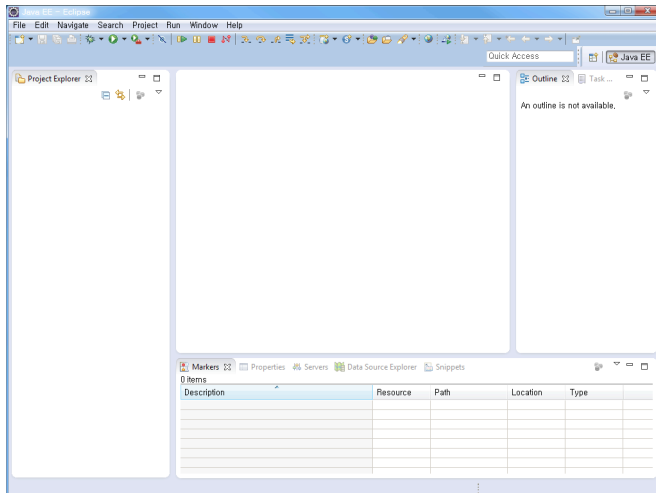 Java EE - Eclipse
File Edit Navigate Search Project Run Window Help
Quick Access
Java EE
Project Explorer
Outline
Task ...
An outline is not available.
Markers Properties Servers Data Source Explorer Snippets
0 items
Description Resource Path Location Type